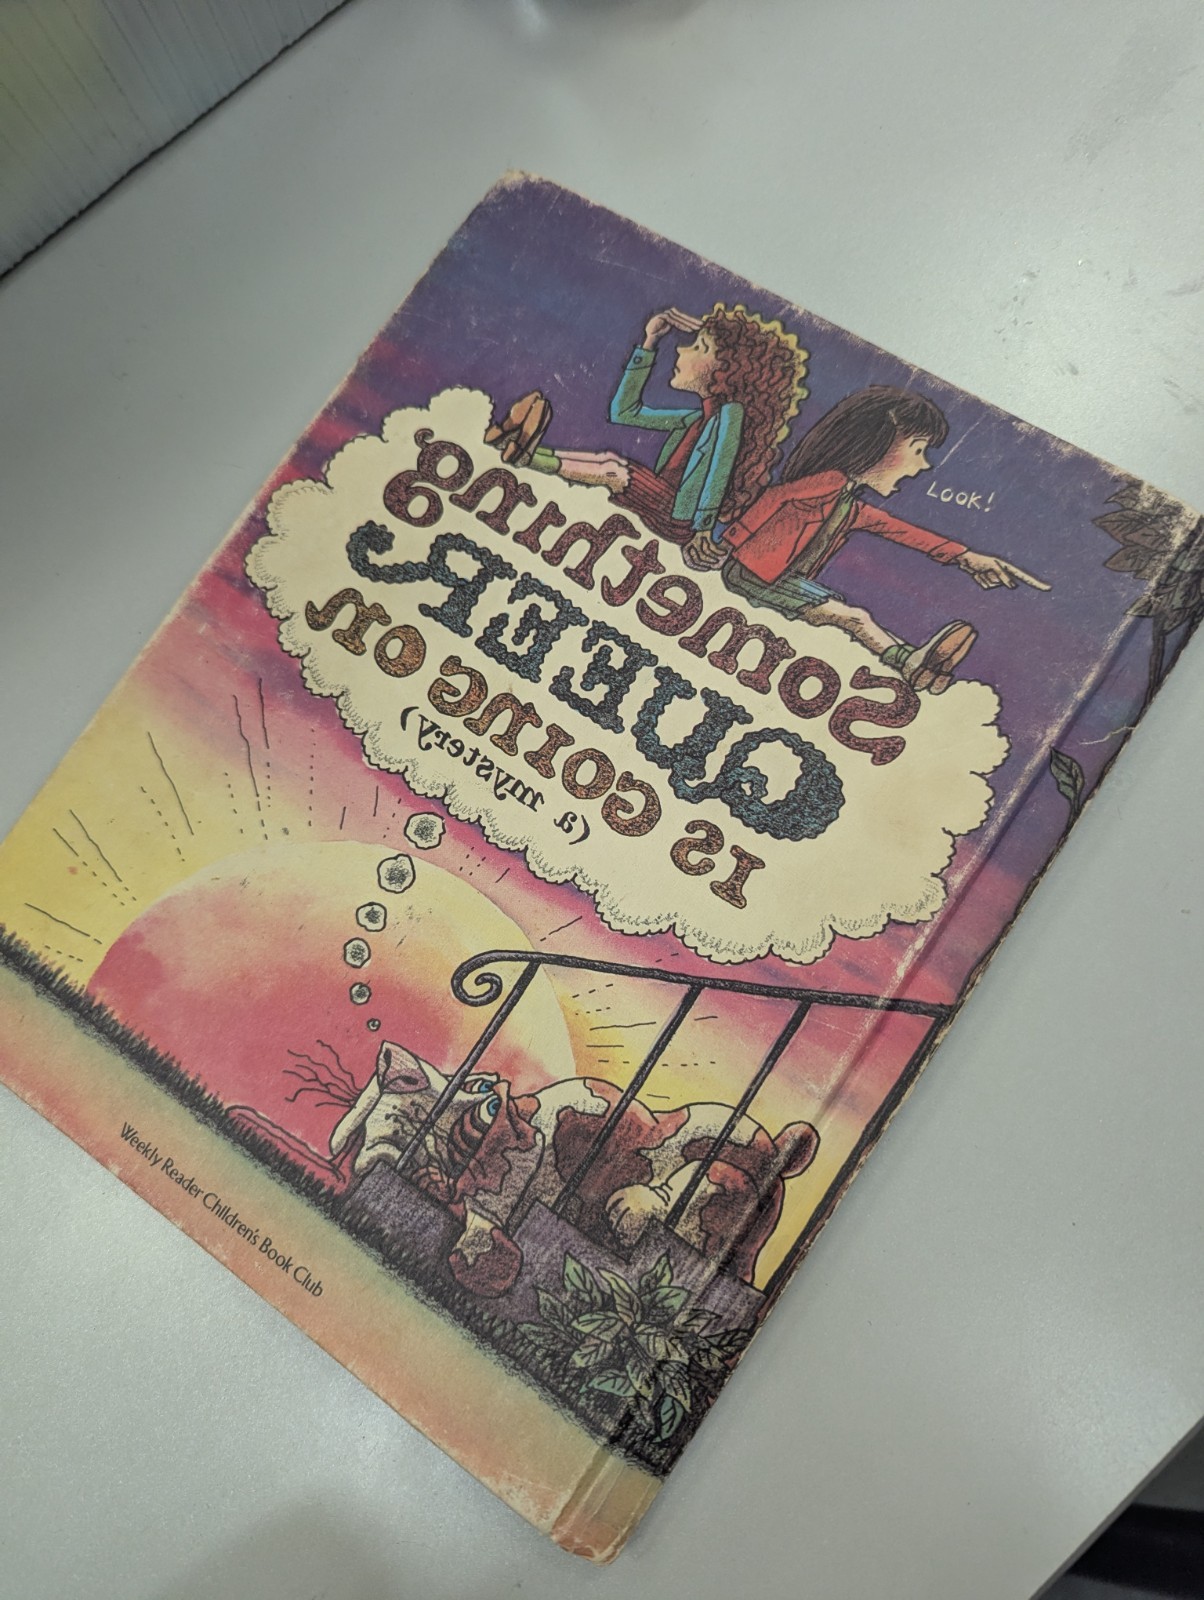 LOOK!
Something
QUEER
IS GOING ON
(a mystery)
Weekly Reader Children's Book Club